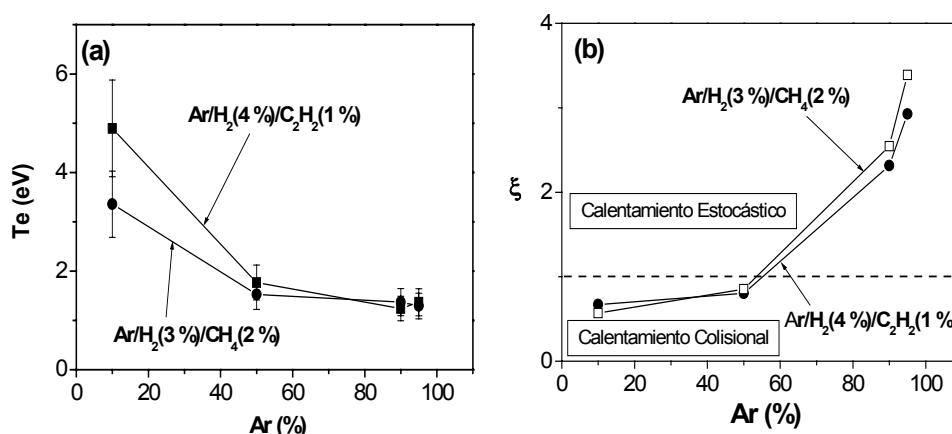 (a)
Ar/H₂(4 %)/C₂H₂(1 %)
Ar/H₂(3 %)/CH₄(2 %)
Te (eV)
6
4
2
0
0 20 40 60 80 100
Ar (%)
(b)
Ar/H₂(3 %)/CH₄(2 %)
Calentamiento Estocástico
Ar/H₂(4 %)/C₂H₂(1 %
Calentamiento Colisional
ξ
4
2
0
0 20 40 60 80 100
Ar (%)